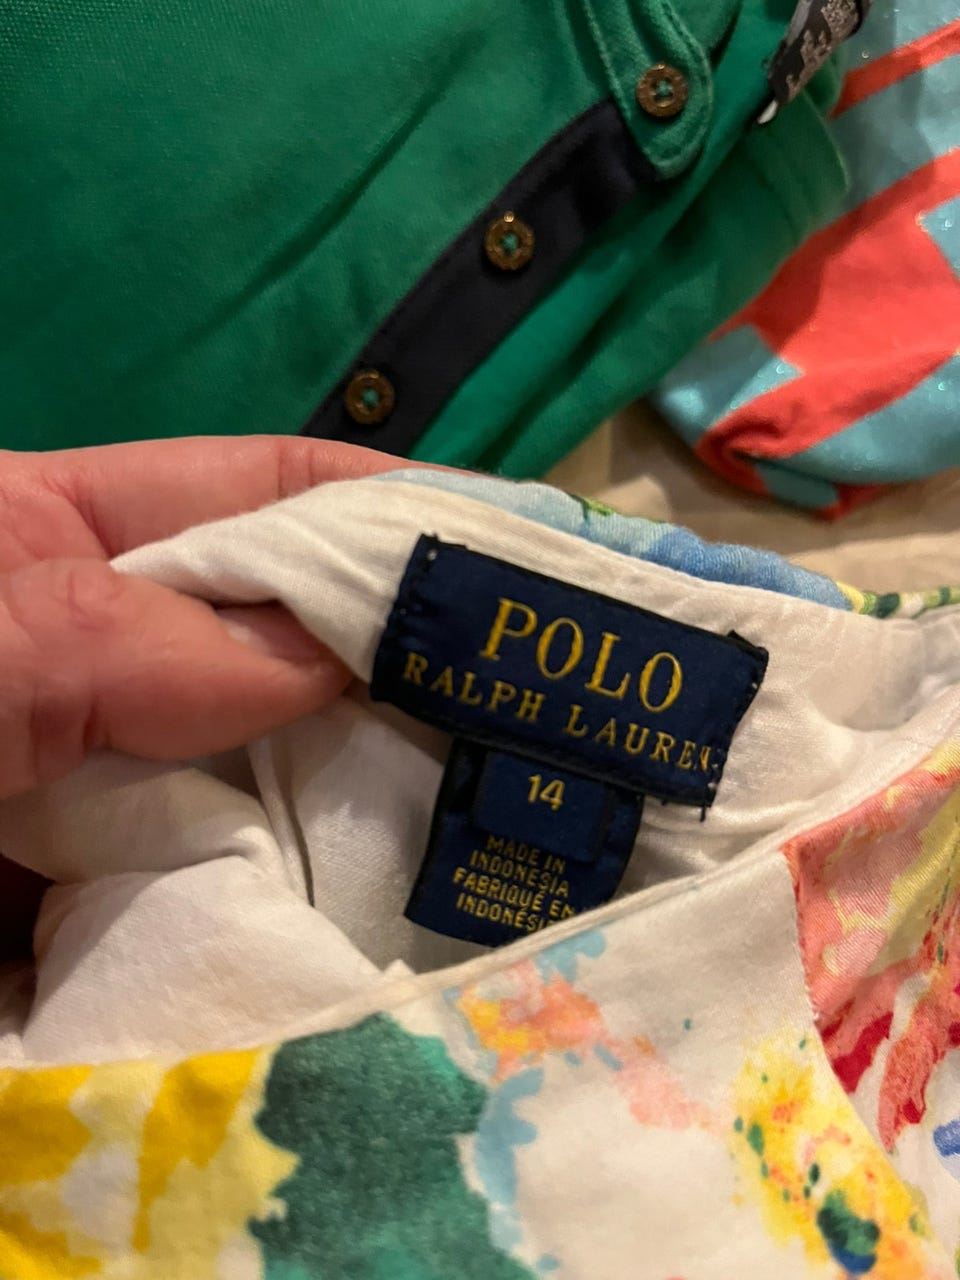 POLO
RALPH LAUREN
14
MADE IN
INDONESIA
FABRIQUÉ EN
INDONÉSIE